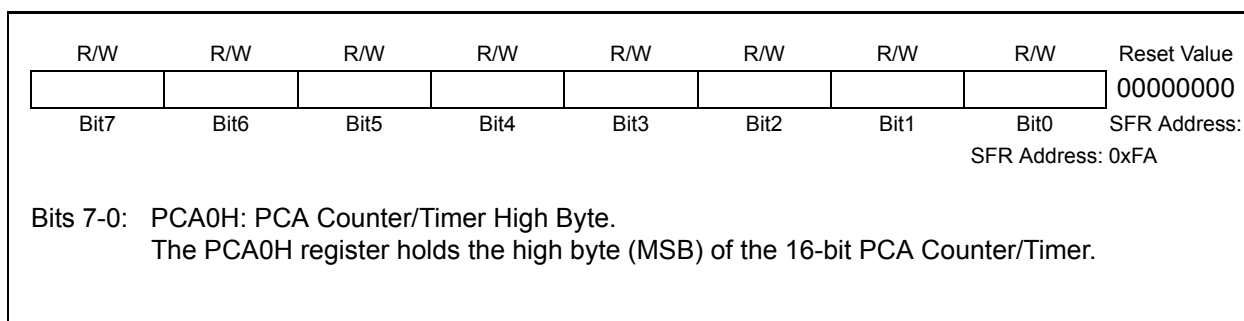 R/W R/W R/W R/W R/W R/W R/W R/W Reset Value
00000000
Bit7 Bit6 Bit5 Bit4 Bit3 Bit2 Bit1 Bit0 SFR Address:
SFR Address: 0xFA
Bits 7-0: PCA0H: PCA Counter/Timer High Byte.
The PCA0H register holds the high byte (MSB) of the 16-bit PCA Counter/Timer.